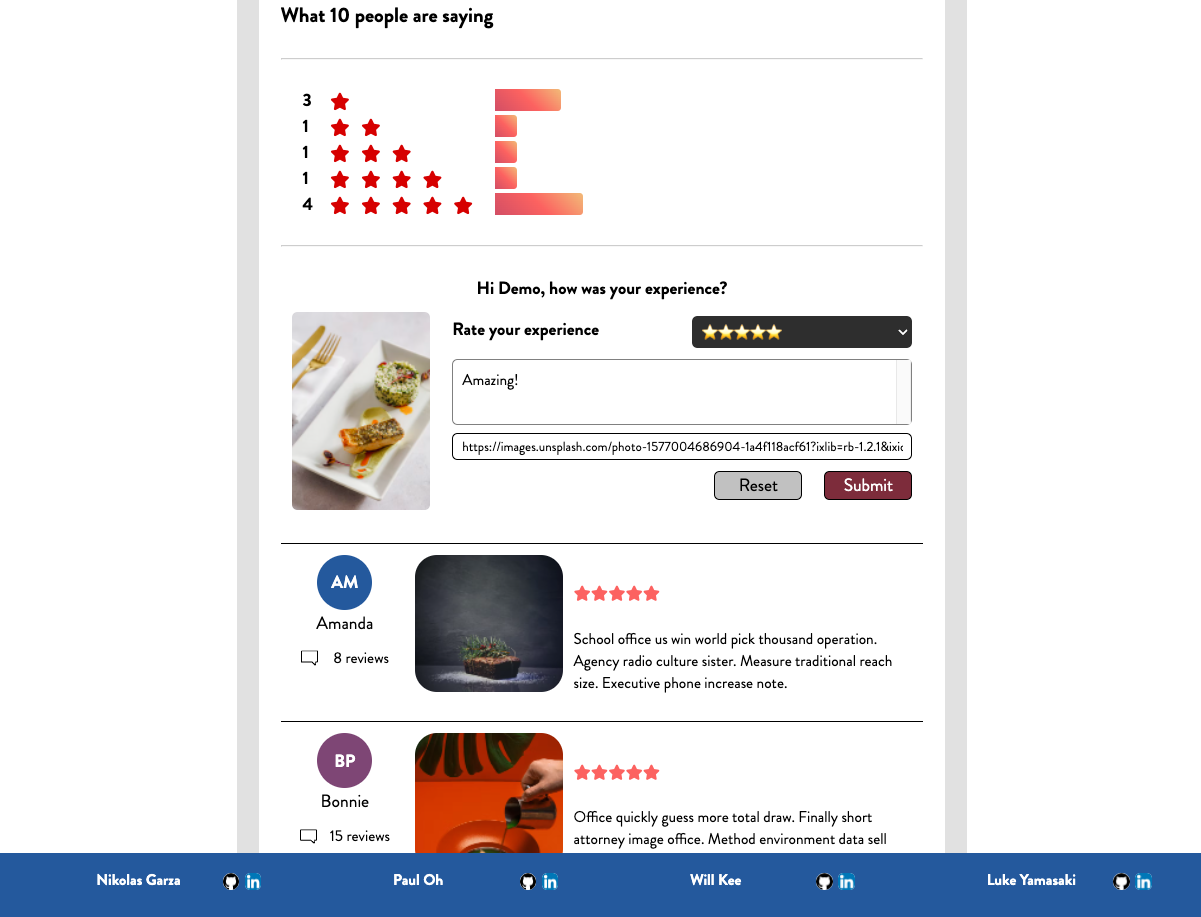 What 10 people are saying
3
1
1
1
4
Hi Demo, how was your experience?
Rate your experience
Amazing!
https://images.unsplash.com/photo-1577004686904-1a4f118acf61?ixlib=rb-1.2.1&ixic
Reset
Submit
AM
Amanda
8 reviews
School office us win world pick thousand operation.
Agency radio culture sister. Measure traditional reach
size. Executive phone increase note.
BP
Bonnie
15 reviews
Office quickly guess more total draw. Finally short
attorney image office. Method environment data sell
Nikolas Garza
in
Paul Oh
in
Will Kee
in
Luke Yamasaki
in